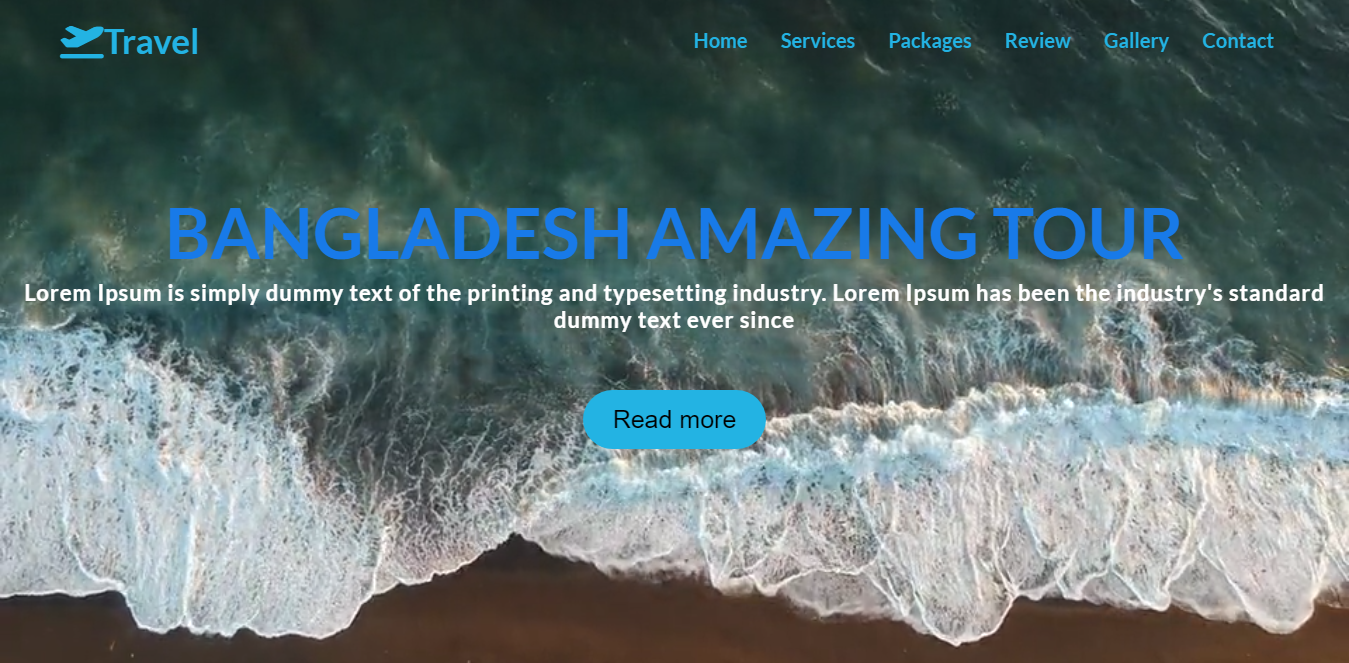 Travel
Home Services Packages Review Gallery Contact
BANGLADESH AMAZING TOUR
Lorem Ipsum is simply dummy text of the printing and typesetting industry. Lorem Ipsum has been the industry's standard
dummy text ever since
Read more